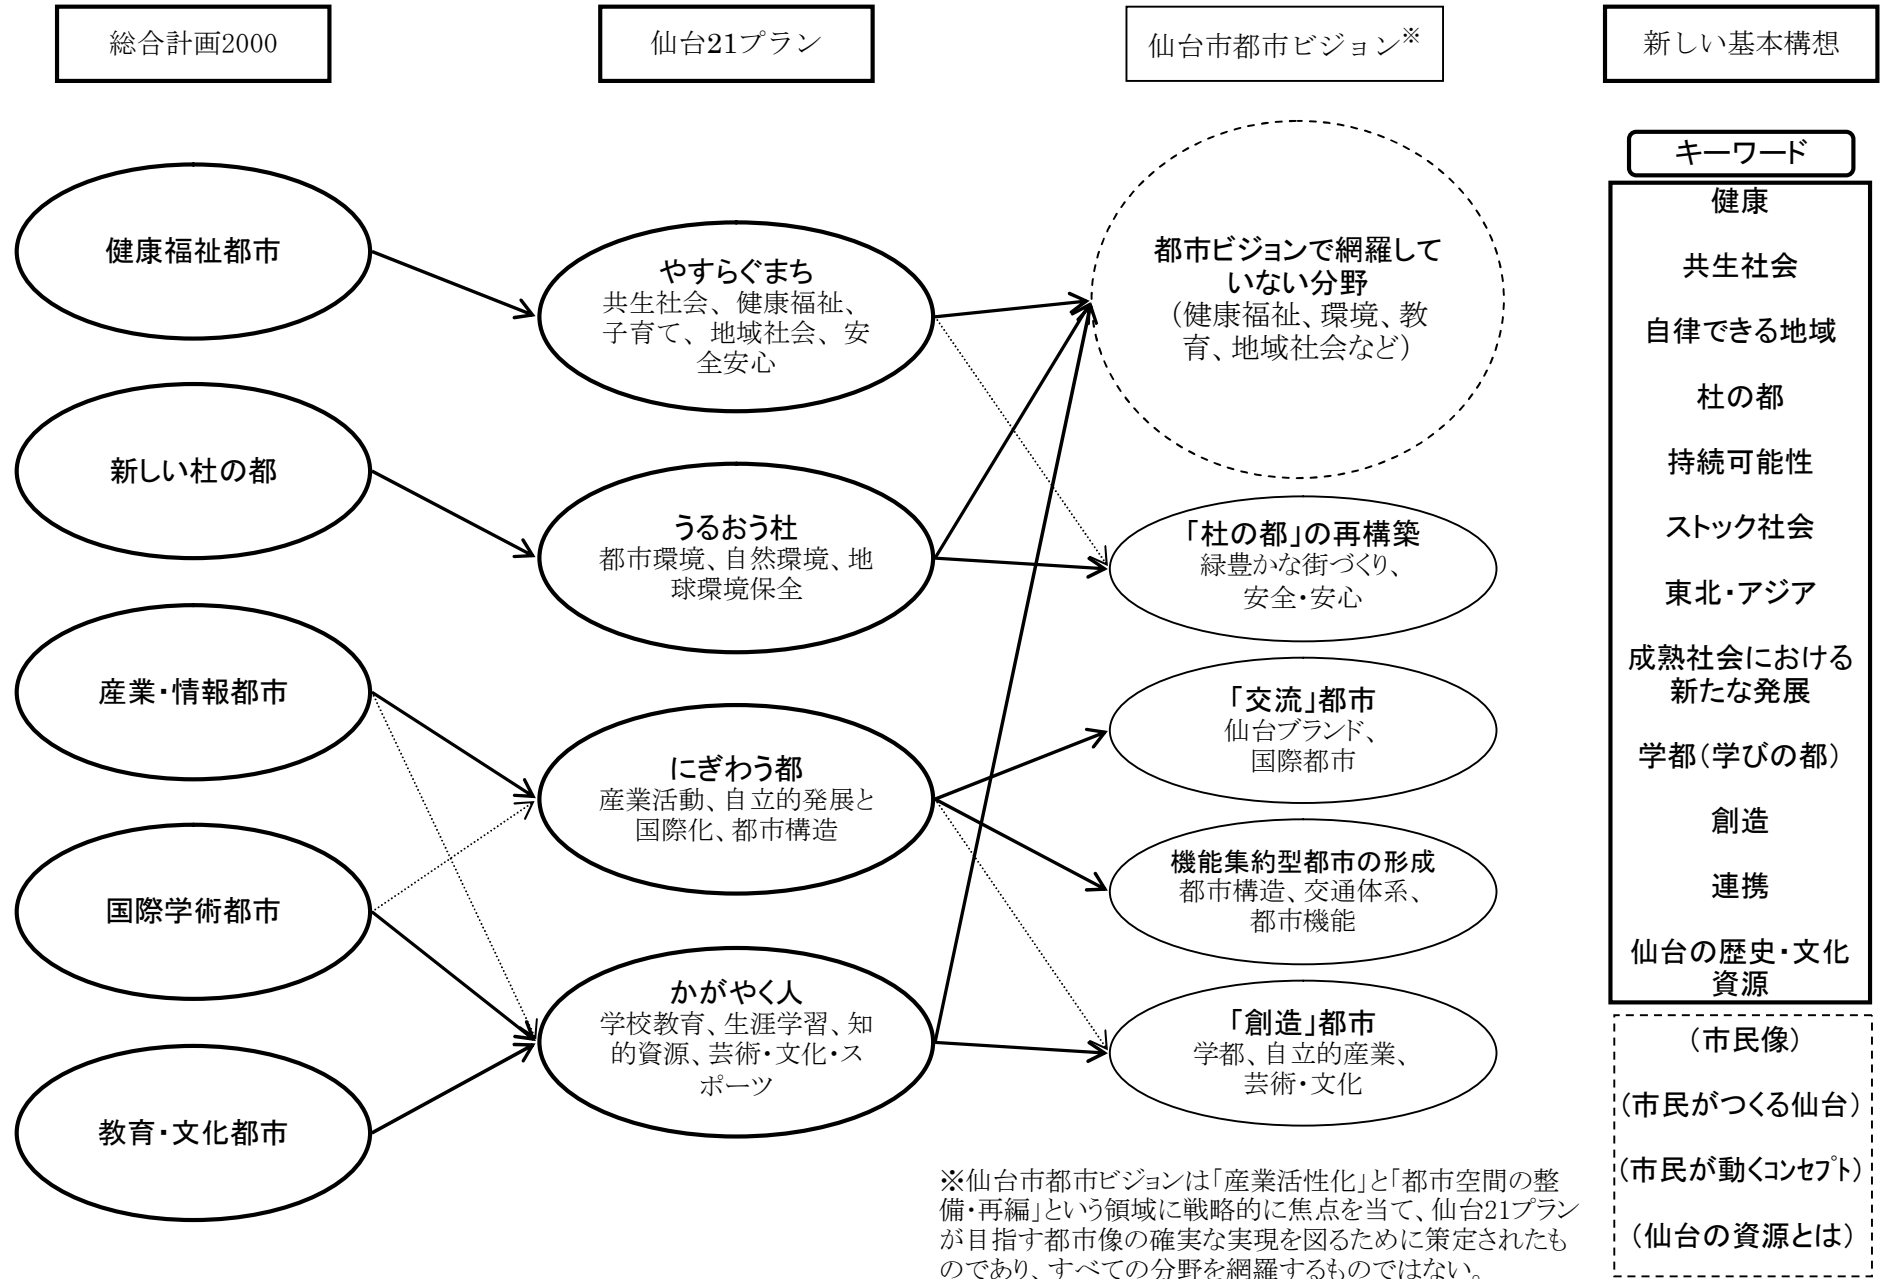 総合計画2000
仙台21プラン
仙台市都市ビジョン※
新しい基本構想
健康福祉都市
新しい杜の都
産業・情報都市
国際学術都市
教育・文化都市
やすらぐまち
共生社会、健康福祉、
子育て、地域社会、安
全安心
うるおう杜
都市環境、自然環境、地
球環境保全
にぎわう都
産業活動、自立的発展と
国際化、都市構造
かがやく人
学校教育、生涯学習、知
的資源、芸術・文化・ス
ポーツ
都市ビジョンで網羅して
いない分野
(健康福祉、環境、教
育、地域社会など)
「杜の都」の再構築
緑豊かな街づくり、
安全・安心
「交流」都市
仙台ブランド、
国際都市
機能集約型都市の形成
都市構造、交通体系、
都市機能
「創造」都市
学都、自立的産業、
芸術・文化
※仙台市都市ビジョンは「産業活性化」と「都市空間の整
備・再編」という領域に戦略的に焦点を当て、仙台21プラン
が目指す都市像の確実な実現を図るために策定されたも
のであり、すべての分野を網羅するものではない。
キーワード
健康
共生社会
自律できる地域
杜の都
持続可能性
ストック社会
東北・アジア
成熟社会における
新たな発展
学都(学びの都)
創造
連携
仙台の歴史・文化
資源
(市民像)
(市民がつくる仙台)
(市民が動くコンセプト)
(仙台の資源とは)